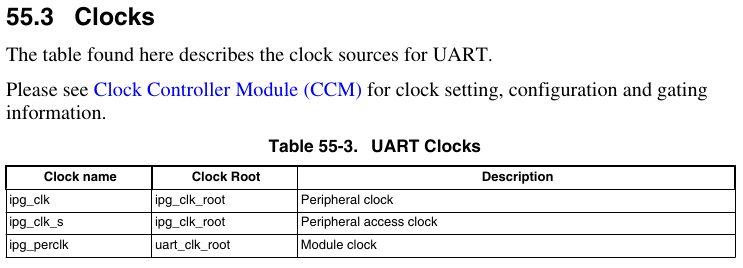 55.3 Clocks
The table found here describes the clock sources for UART.
Please see Clock Controller Module (CCM) for clock setting, configuration and gating
information.
Table 55-3. UART Clocks
Clock name Clock Root Description
ipg_clk ipg_clk_root Peripheral clock
ipg_clk_s ipg_clk_root Peripheral access clock
ipg_perclk uart_clk_root Module clock